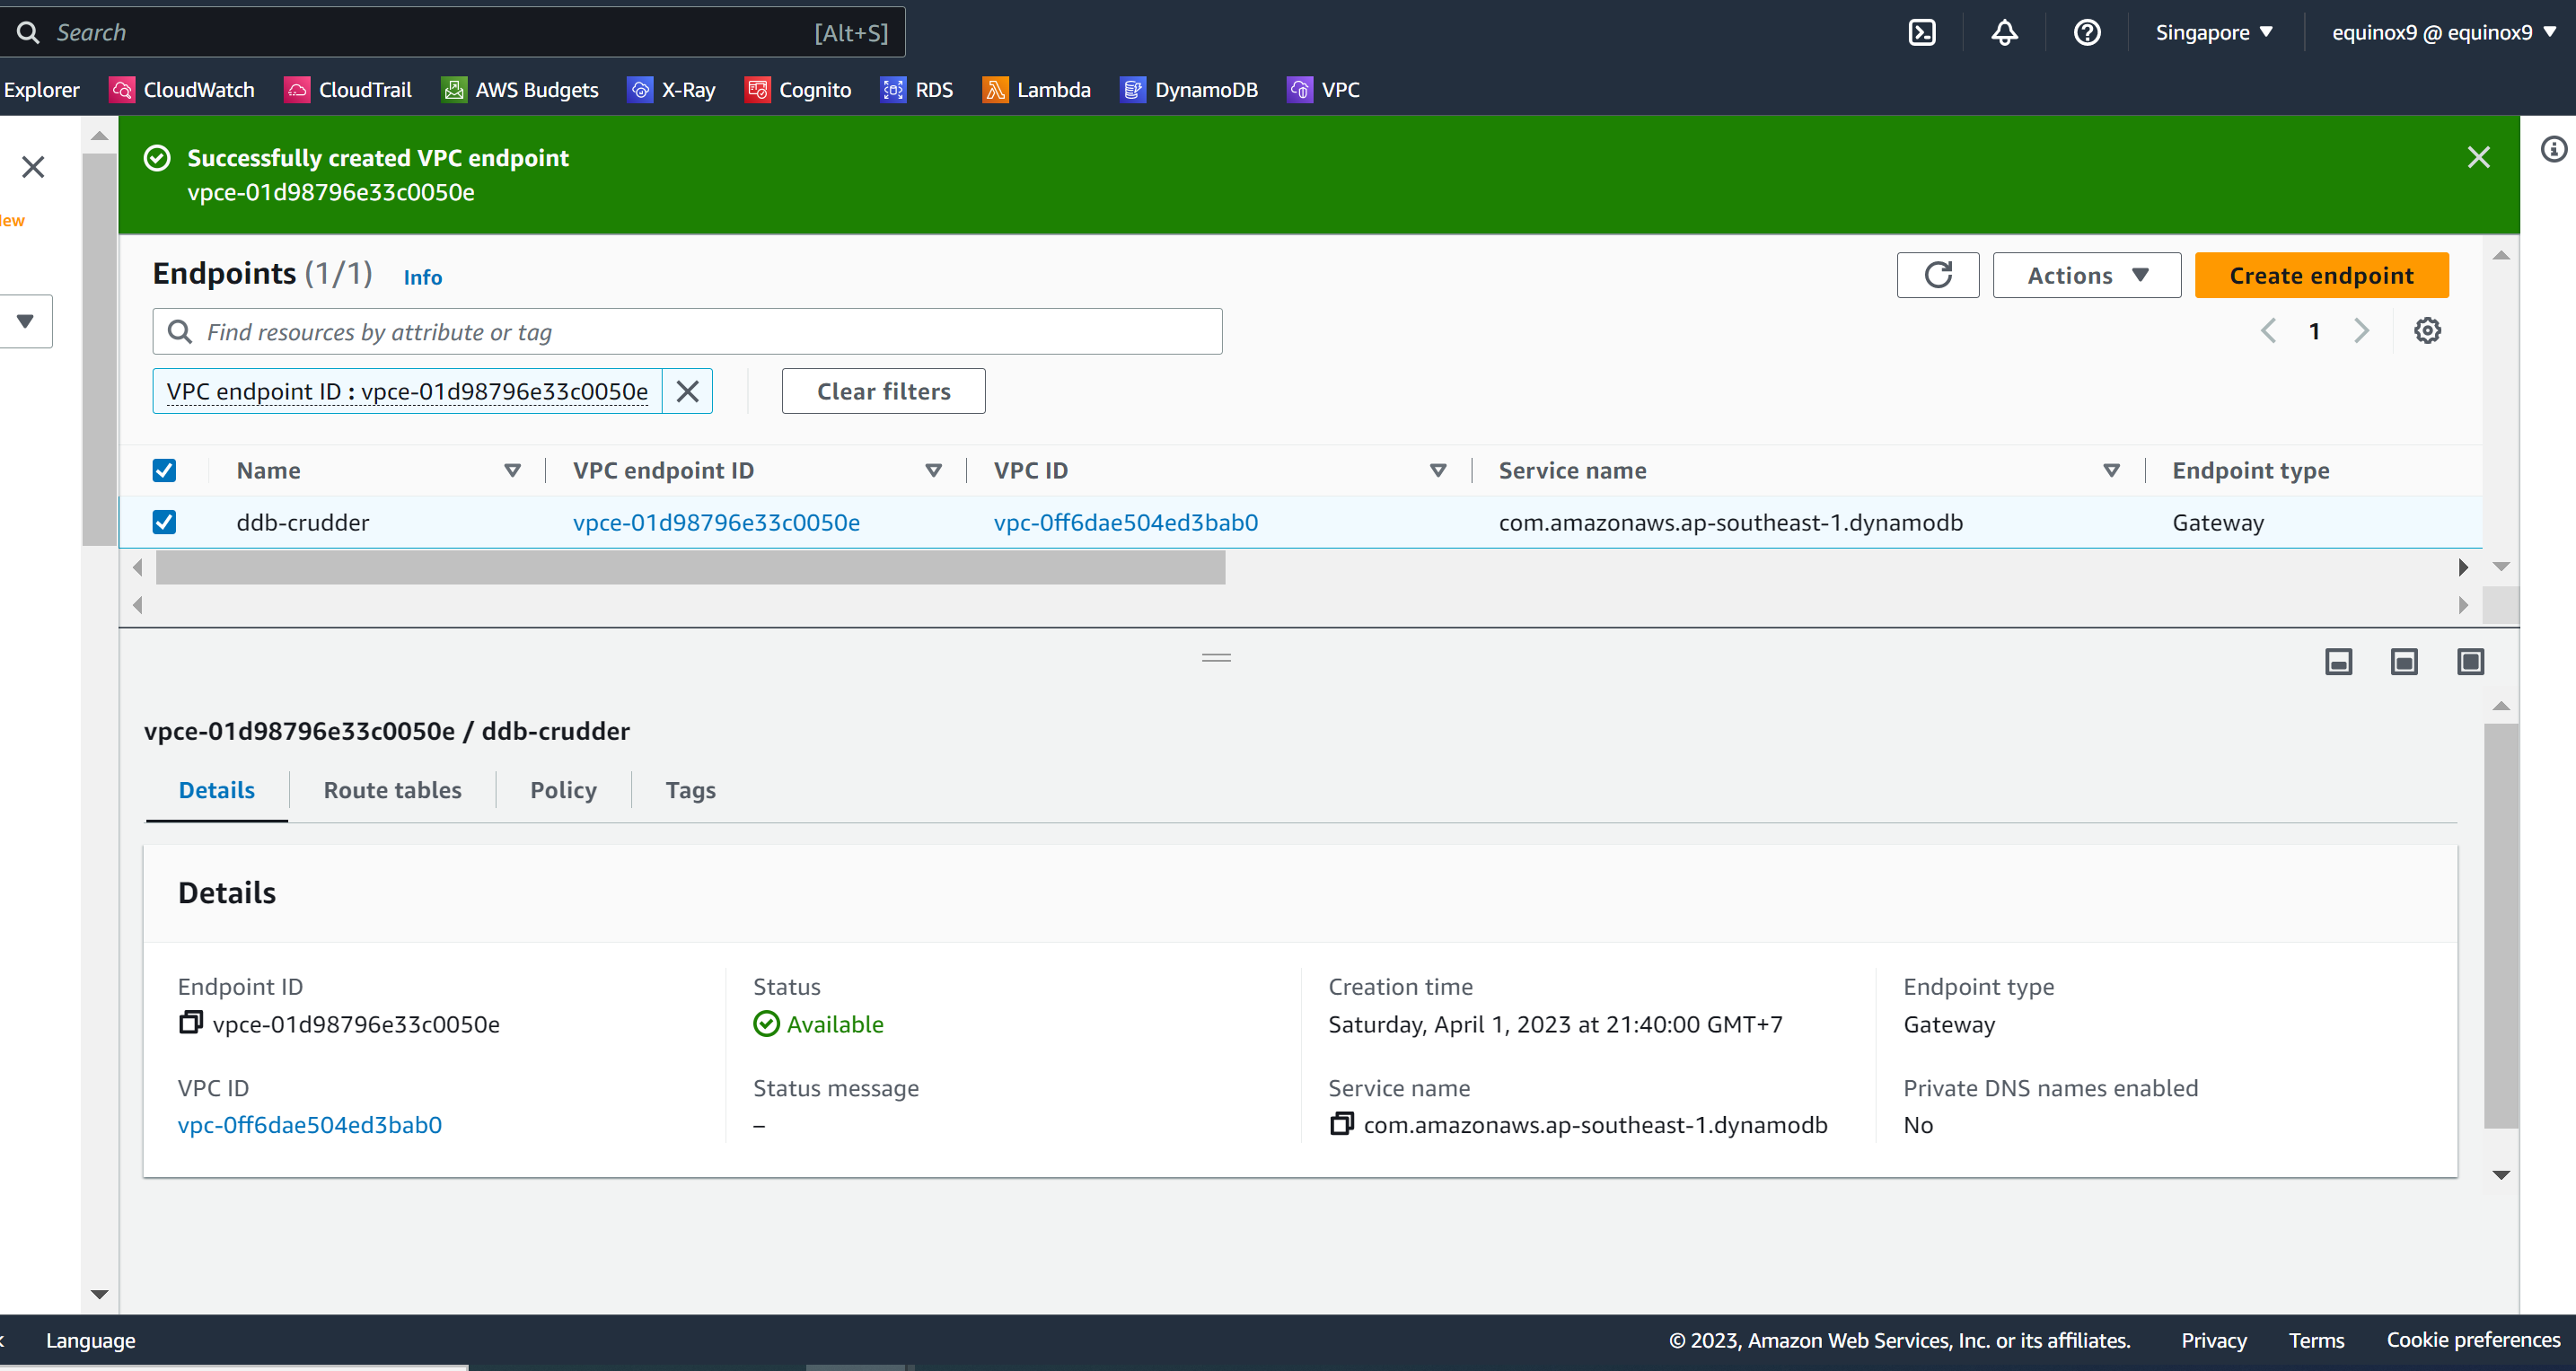 Search [Alt+S] Singapore equinox9 @ equinox9
Explorer CloudWatch CloudTrail AWS Budgets X-Ray Cognito RDS Lambda DynamoDB VPC
Successfully created VPC endpoint
vpce-01d98796e33c0050e
Endpoints (1/1) Info Actions Create endpoint
Find resources by attribute or tag 1
VPC endpoint ID : vpce-01d98796e33c0050e Clear filters
Name VPC endpoint ID VPC ID Service name Endpoint type
ddb-crudder vpce-01d98796e33c0050e vpc-0ff6dae504ed3bab0 com.amazonaws.ap-southeast-1.dynamodb Gateway
vpce-01d98796e33c0050e / ddb-crudder
Details Route tables Policy Tags
Details
Endpoint ID Status Creation time Endpoint type
vpce-01d98796e33c0050e Available Saturday, April 1, 2023 at 21:40:00 GMT+7 Gateway
VPC ID Status message Service name Private DNS names enabled
vpc-0ff6dae504ed3bab0 – com.amazonaws.ap-southeast-1.dynamodb No
Language © 2023, Amazon Web Services, Inc. or its affiliates. Privacy Terms Cookie preferences